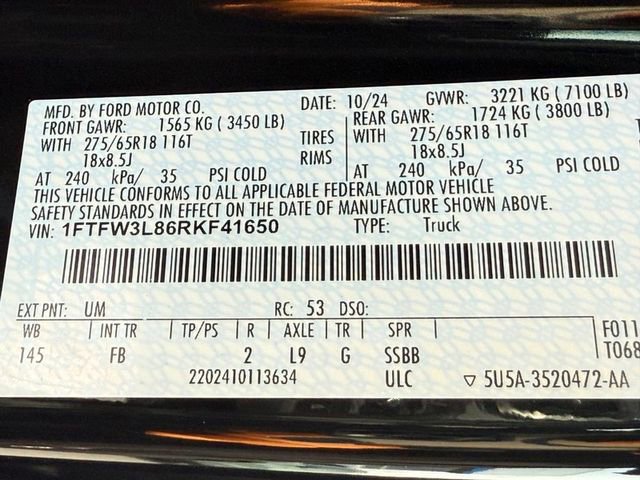 MFD. BY FORD MOTOR CO. DATE: 10/24 GVWR: 3221 KG ( 7100 LB)
FRONT GAWR: 1565 KG ( 3450 LB) REAR GAWR: 1724 KG ( 3800 LB)
WITH 275/65R18 116T TIRES WITH 275/65R18 116T
18x8.5J RIMS 18x8.5J
AT 240 kPa/ 35 PSI COLD AT 240 kPa/ 35 PSI COLD
THIS VEHICLE CONFORMS TO ALL APPLICABLE FEDERAL MOTOR VEHICLE
SAFETY STANDARDS IN EFFECT ON THE DATE OF MANUFACTURE SHOWN ABOVE.
VIN: 1FTFW3L86RKF41650 TYPE: Truck
EXT PNT: UM RC: 53 DSO:
WB INT TR TP/PS R AXLE TR SPR F011
145 FB 2 L9 G SSBB T068
2202410113634 ULC ▽ 5U5A-3520472-AA